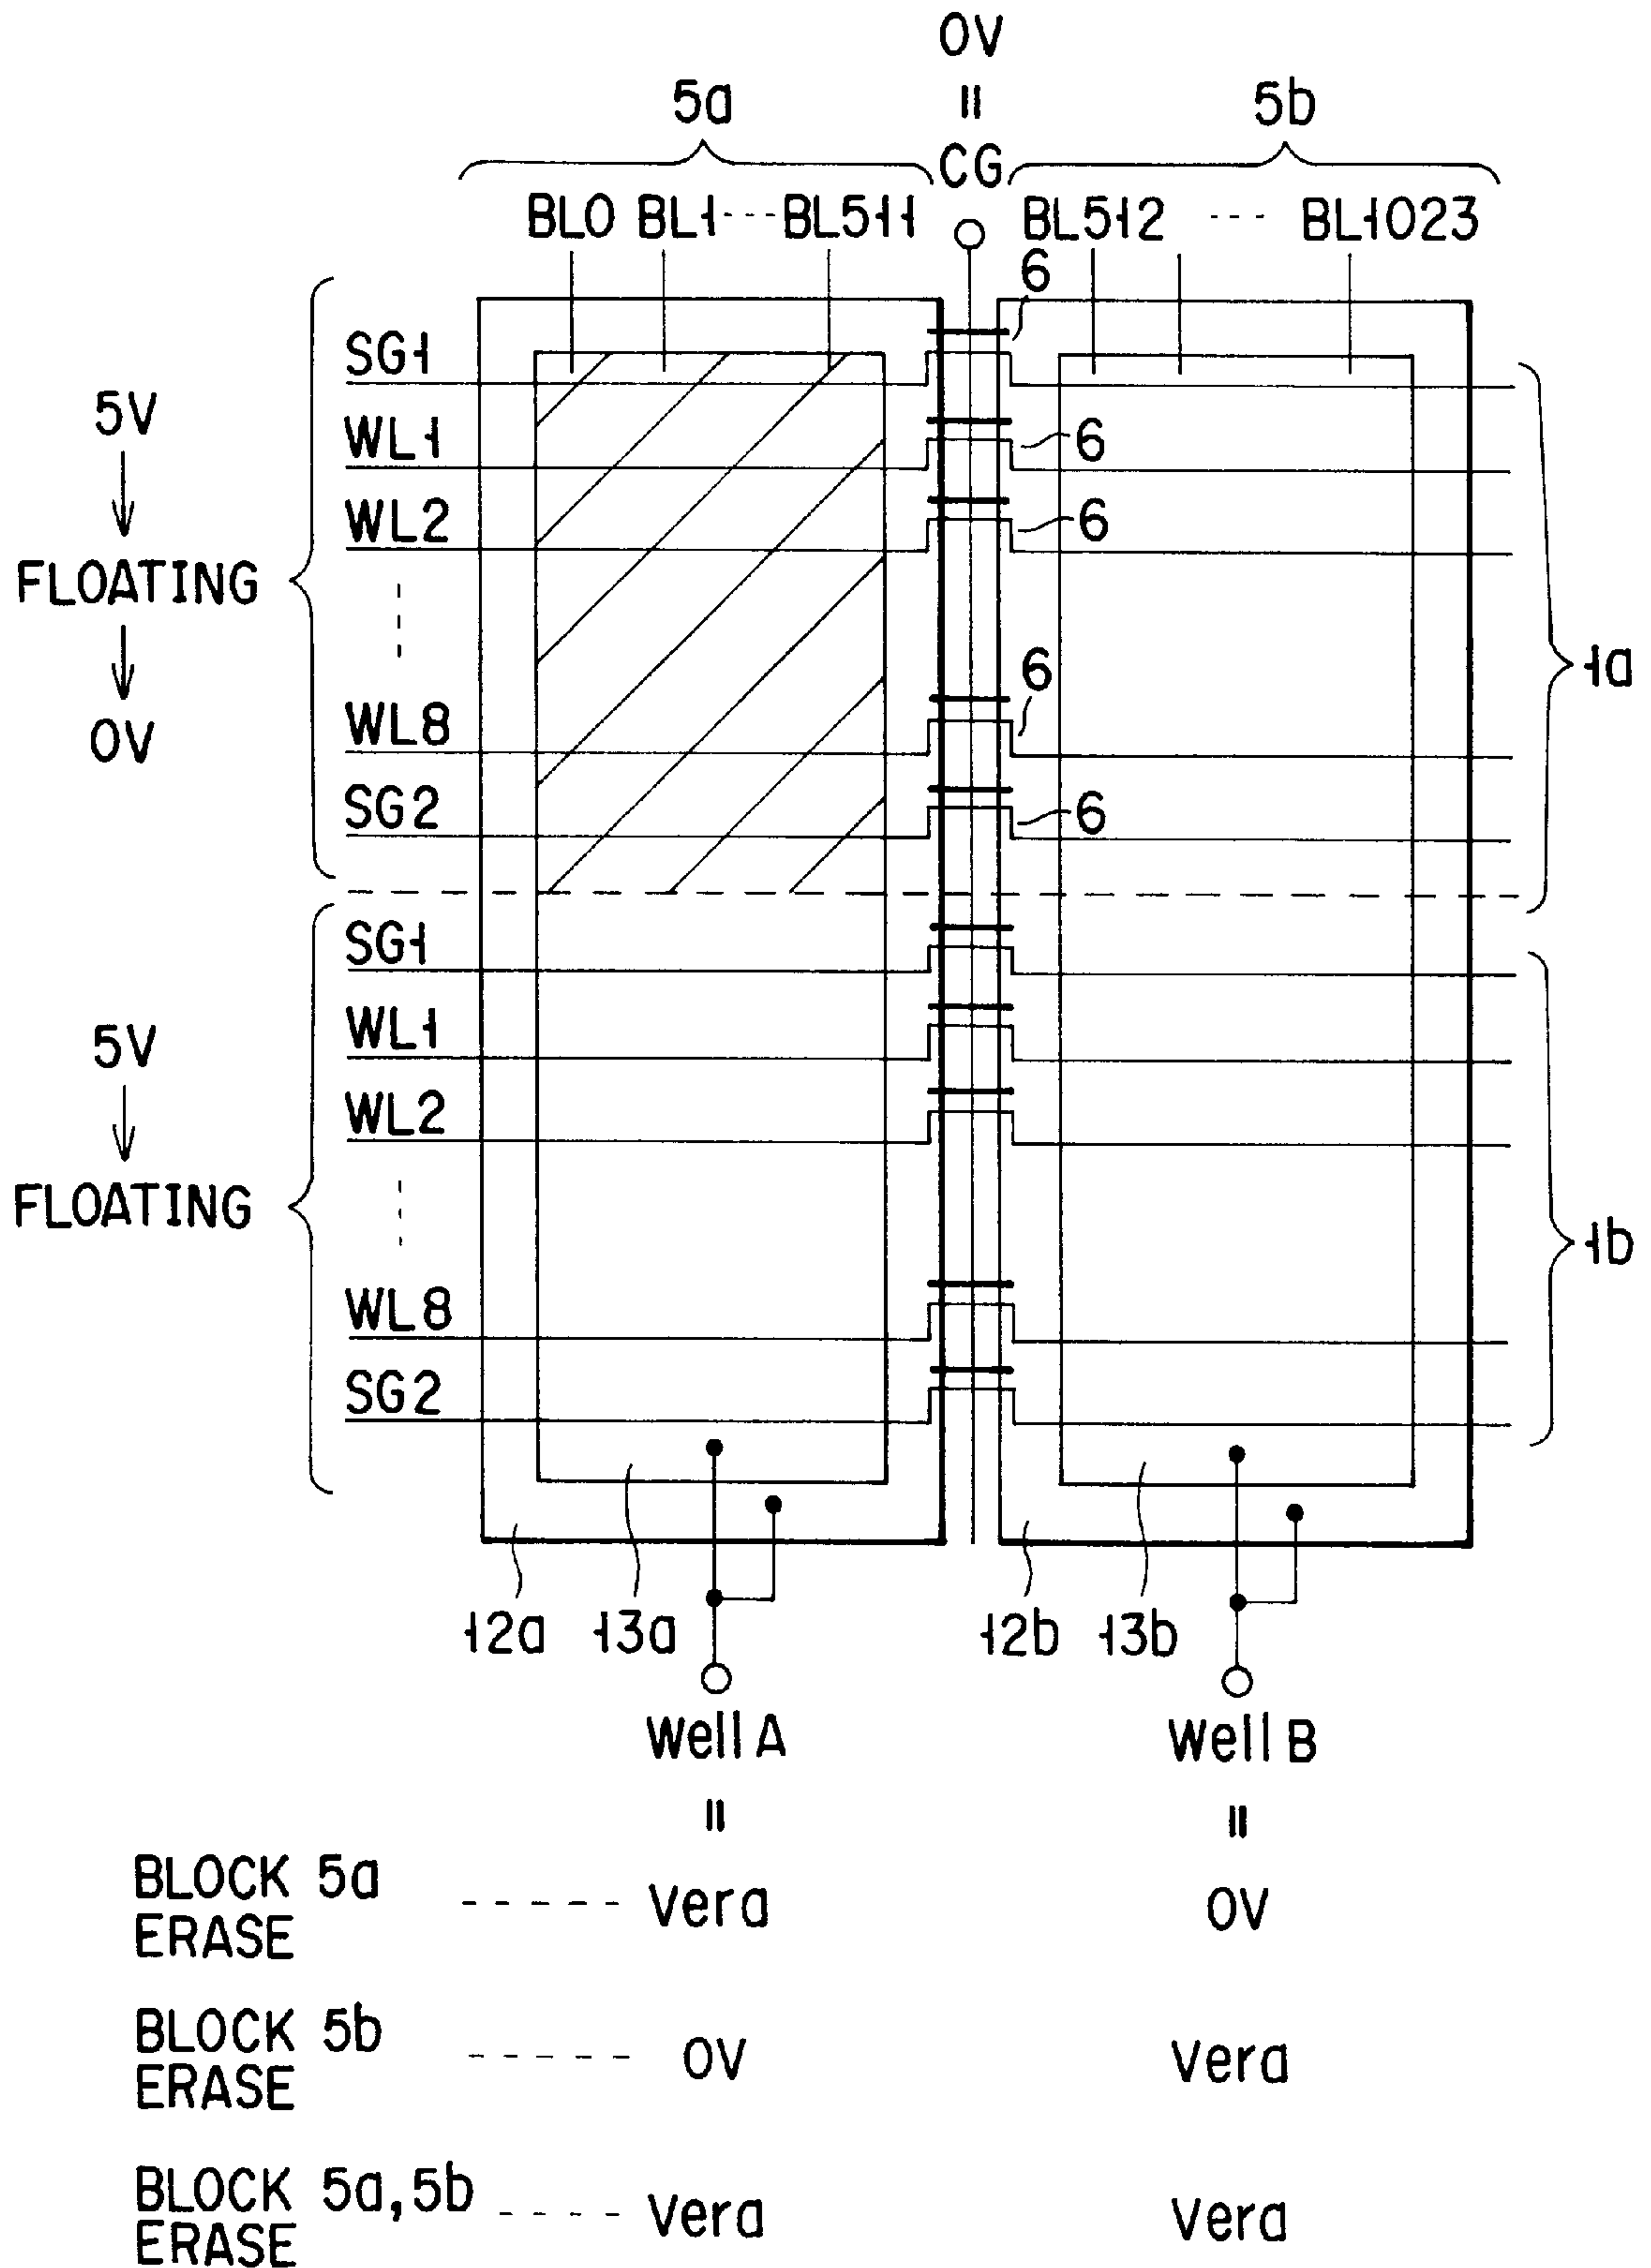 0V
=
5a
CG
5b
BL0 BL1 --- BL511
BL512 --- BL1023
6
SG1
5V
WL1
6
WL2
6
FLOATING
6
1a
WL8
0V
SG2
6
SG1
5V
WL1
WL2
FLOATING
1b
WL8
SG2
12a 13a
12b 13b
Well A
Well B
=
=
BLOCK 5a
ERASE
----- Vera
0V
BLOCK 5b
ERASE
----- 0V
Vera
BLOCK 5a,5b
ERASE
---- Vera
Vera